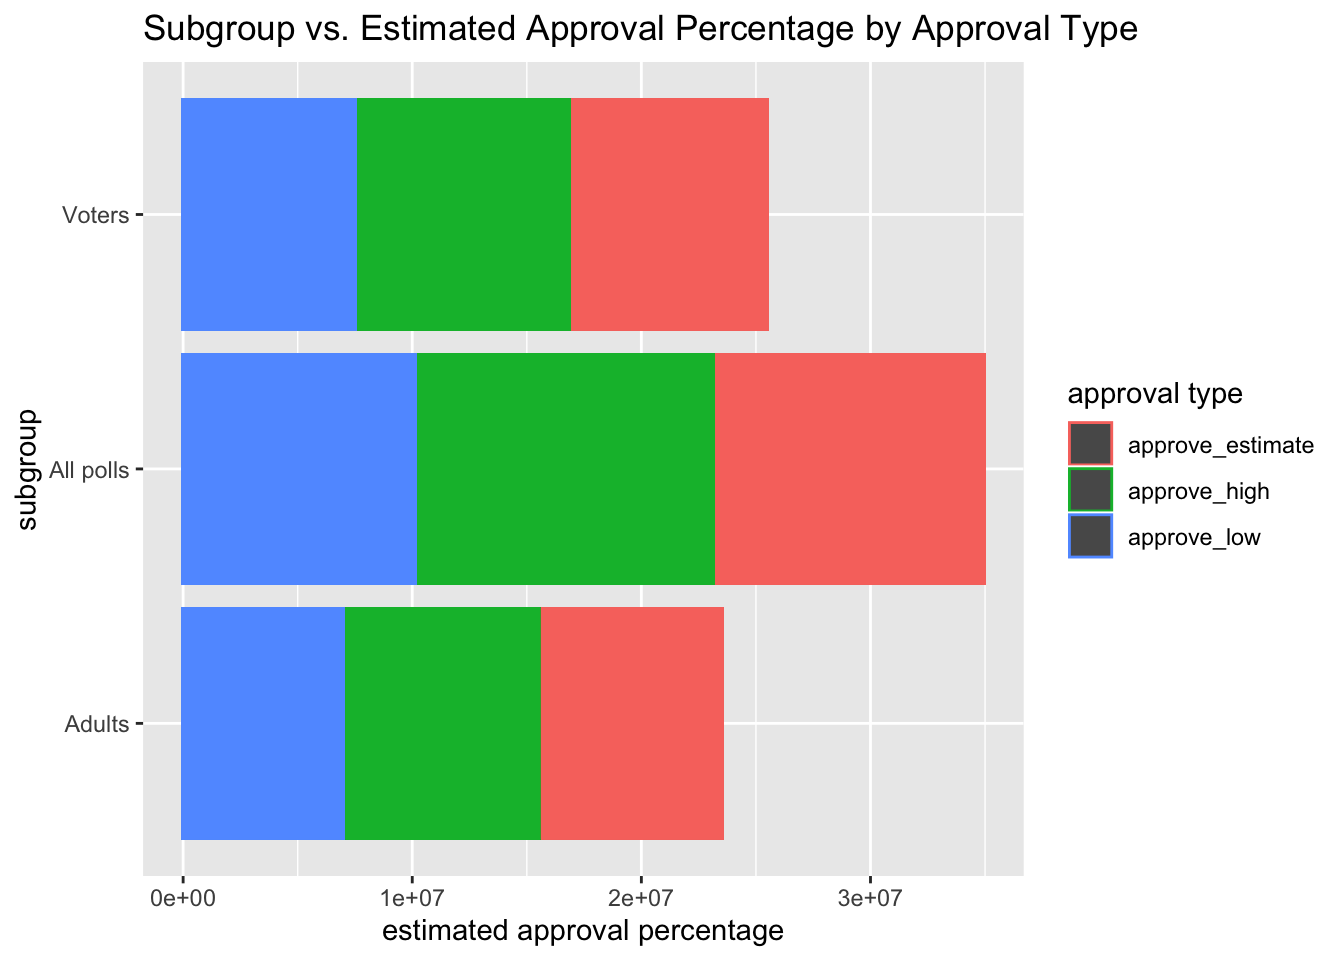 Subgroup vs. Estimated Approval Percentage by Approval Type
subgroup
Voters
All polls
Adults
0e+00 1e+07 2e+07 3e+07
estimated approval percentage
approval type
approve_estimate
approve_high
approve_low